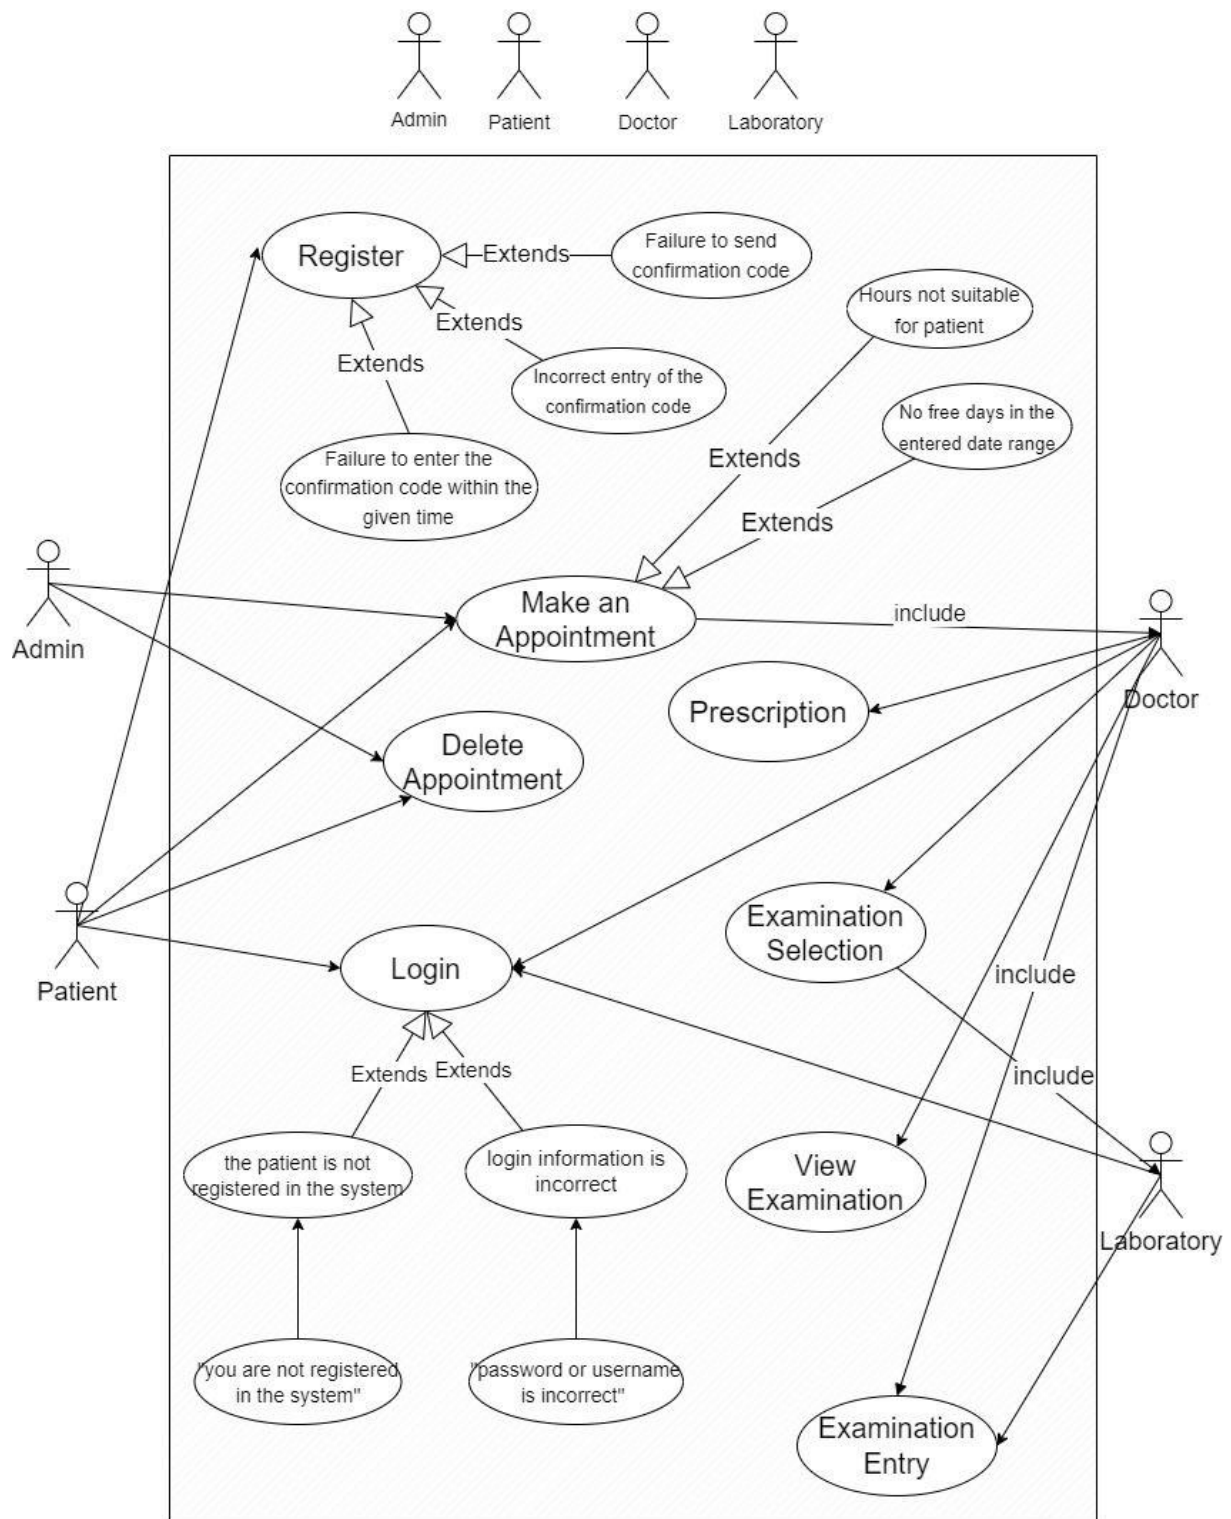 Admin
Patient
Doctor
Laboratory
Register
Extends
Failure to send
confirmation code
Hours not suitable
for patient
Extends
Extends
Incorrect entry of the
confirmation code
No free days in the
entered date range
Failure to enter the
confirmation code within the
given time
Extends
Extends
Admin
Make an
Appointment
include
Doctor
Prescription
Delete
Appointment
Patient
Login
Examination
Selection
include
include
Extends
Extends
the patient is not
registered in the system
login information is
incorrect
View
Examination
Laboratory
"you are not registered
in the system"
"password or username
is incorrect"
Examination
Entry